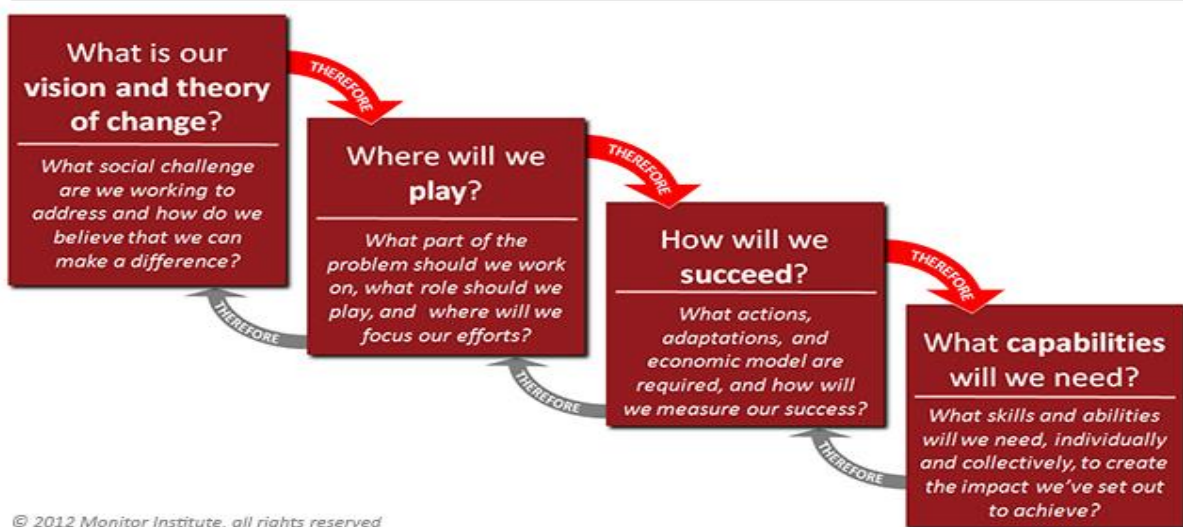 What is our
vision and theory
of change?
What social challenge
are we working to
address and how do we
believe that we can
make a difference?
THEREFORE
Where will we
play?
What part of the
problem should we work
on, what role should we
play, and where will we
focus our efforts?
THEREFORE
THEREFORE
How will we
succeed?
What actions,
adaptations, and
economic model are
required, and how will
we measure our success?
THEREFORE
THEREFORE
What capabilities
will we need?
What skills and abilities
will we need, individually
and collectively, to create
the impact we've set out
to achieve?
THEREFORE
© 2012 Monitor Institute, all rights reserved